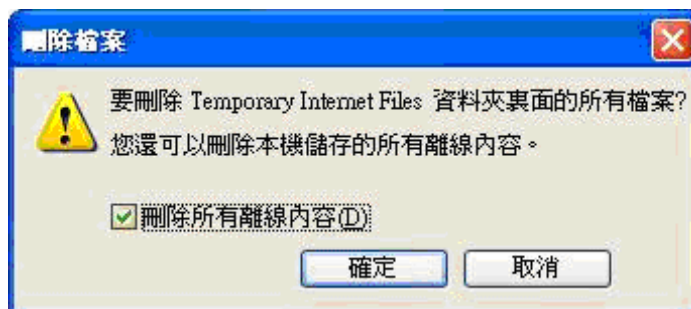 刪除檔案
要刪除 Temporary Internet Files 資料夾裏面的所有檔案?
您還可以刪除本機儲存的所有離線內容。
刪除所有離線內容(D)
確定
取消